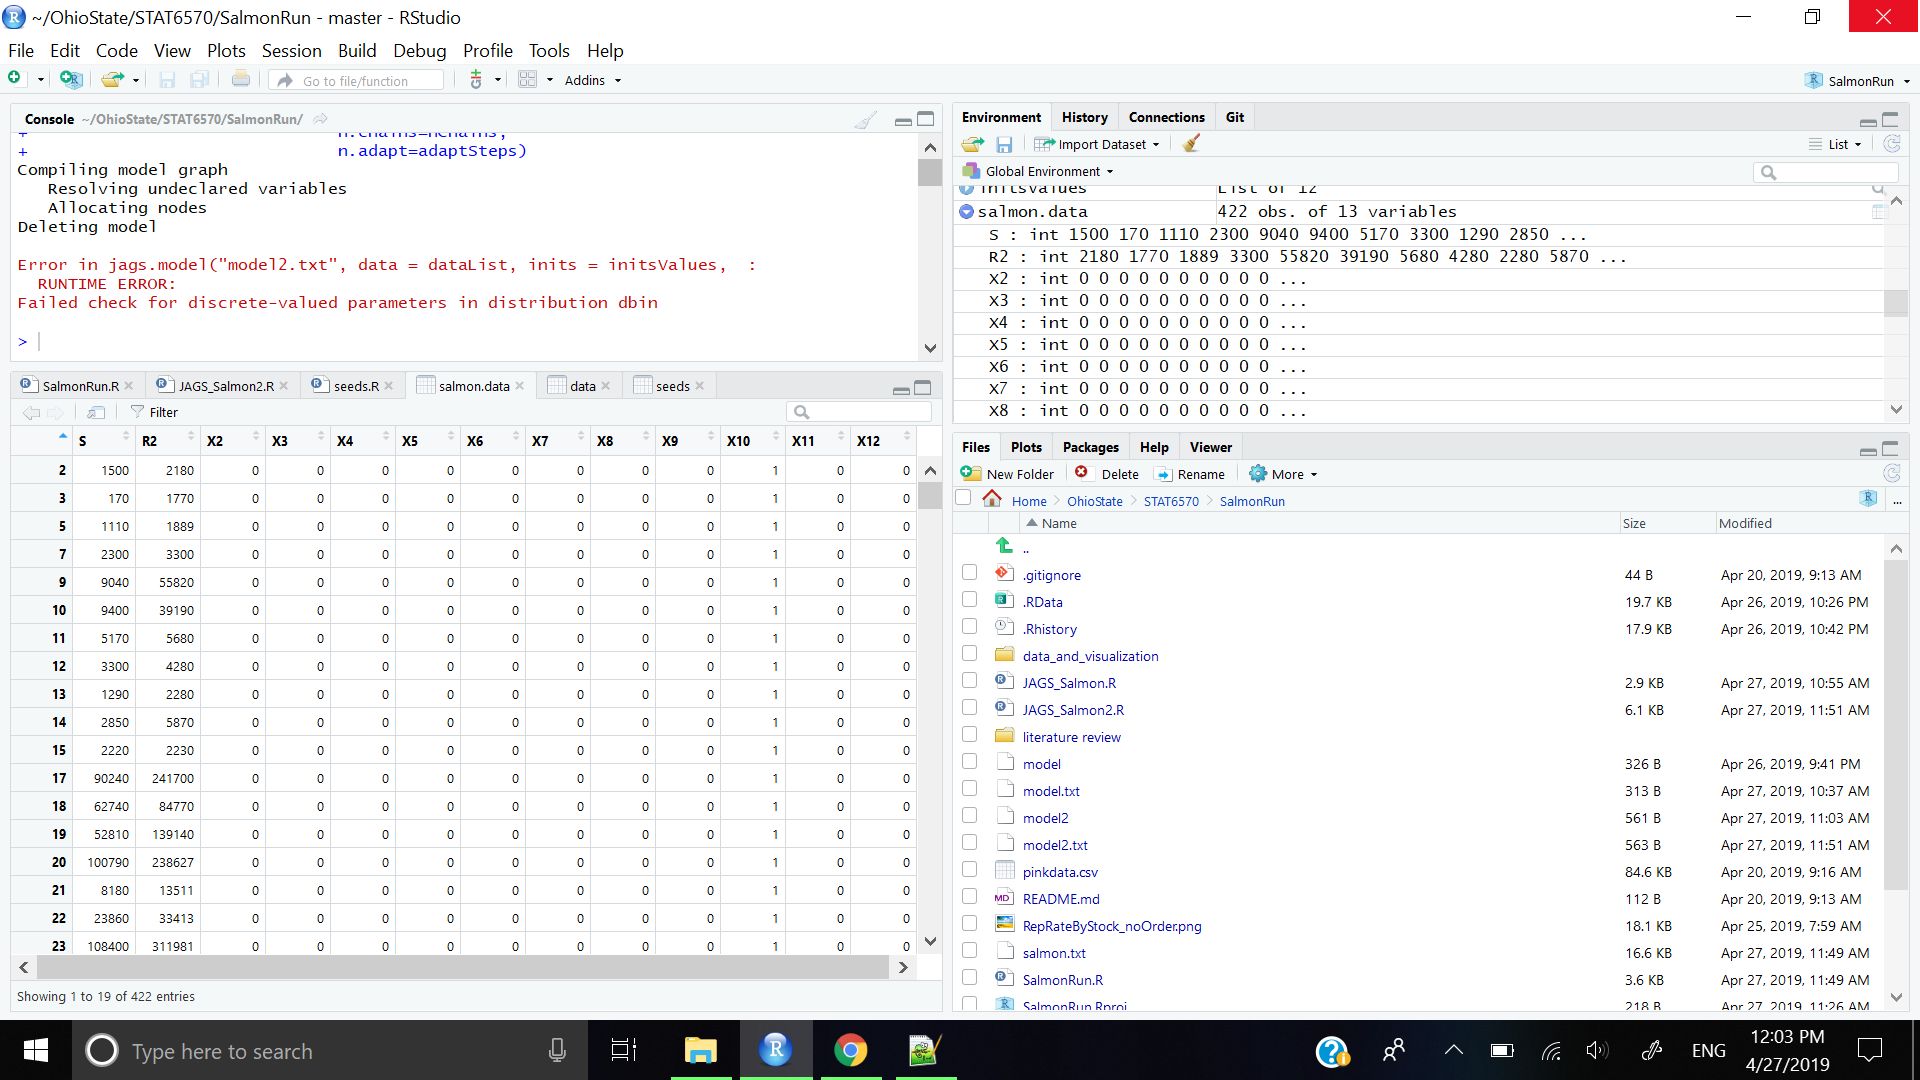 ~/OhioState/STAT6570/SalmonRun - master - RStudio
File Edit Code View Plots Session Build Debug Profile Tools Help
Go to file/function Addins SalmonRun
Console ~/OhioState/STAT6570/SalmonRun/
+ n.chains=nChains,
+ n.adapt=adaptSteps)
Compiling model graph
Resolving undeclared variables
Allocating nodes
Deleting model
Error in jags.model("model2.txt", data = dataList, inits = initsValues, :
RUNTIME ERROR:
Failed check for discrete-valued parameters in distribution dbin
>
SalmonRun.R JAGS_Salmon2.R seeds.R salmon.data data seeds
Filter
S R2 X2 X3 X4 X5 X6 X7 X8 X9 X10 X11 X12
2 1500 2180 0 0 0 0 0 0 0 0 1 0 0
3 170 1770 0 0 0 0 0 0 0 0 1 0 0
5 1110 1889 0 0 0 0 0 0 0 0 1 0 0
7 2300 3300 0 0 0 0 0 0 0 0 1 0 0
9 9040 55820 0 0 0 0 0 0 0 0 1 0 0
10 9400 39190 0 0 0 0 0 0 0 0 1 0 0
11 5170 5680 0 0 0 0 0 0 0 0 1 0 0
12 3300 4280 0 0 0 0 0 0 0 0 1 0 0
13 1290 2280 0 0 0 0 0 0 0 0 1 0 0
14 2850 5870 0 0 0 0 0 0 0 0 1 0 0
15 2220 2230 0 0 0 0 0 0 0 0 1 0 0
17 90240 241700 0 0 0 0 0 0 0 0 1 0 0
18 62740 84770 0 0 0 0 0 0 0 0 1 0 0
19 52810 139140 0 0 0 0 0 0 0 0 1 0 0
20 100790 238627 0 0 0 0 0 0 0 0 1 0 0
21 8180 13511 0 0 0 0 0 0 0 0 1 0 0
22 23860 33413 0 0 0 0 0 0 0 0 1 0 0
23 108400 311981 0 0 0 0 0 0 0 0 1 0 0
Showing 1 to 19 of 422 entries
Environment History Connections Git
Import Dataset List
Global Environment
initsValues List of 12
salmon.data 422 obs. of 13 variables
S : int 1500 170 1110 2300 9040 9400 5170 3300 1290 2850 ...
R2 : int 2180 1770 1889 3300 55820 39190 5680 4280 2280 5870 ...
X2 : int 0 0 0 0 0 0 0 0 0 0 ...
X3 : int 0 0 0 0 0 0 0 0 0 0 ...
X4 : int 0 0 0 0 0 0 0 0 0 0 ...
X5 : int 0 0 0 0 0 0 0 0 0 0 ...
X6 : int 0 0 0 0 0 0 0 0 0 0 ...
X7 : int 0 0 0 0 0 0 0 0 0 0 ...
X8 : int 0 0 0 0 0 0 0 0 0 0 ...
Files Plots Packages Help Viewer
New Folder Delete Rename More
Home OhioState STAT6570 SalmonRun ...
Name Size Modified
..
.gitignore 44 B Apr 20, 2019, 9:13 AM
.RData 19.7 KB Apr 26, 2019, 10:26 PM
.Rhistory 17.9 KB Apr 26, 2019, 10:42 PM
data_and_visualization
JAGS_Salmon.R 2.9 KB Apr 27, 2019, 10:55 AM
JAGS_Salmon2.R 6.1 KB Apr 27, 2019, 11:51 AM
literature review
model 326 B Apr 26, 2019, 9:41 PM
model.txt 313 B Apr 27, 2019, 10:37 AM
model2 561 B Apr 27, 2019, 11:03 AM
model2.txt 563 B Apr 27, 2019, 11:51 AM
pinkdata.csv 84.6 KB Apr 20, 2019, 9:16 AM
README.md 112 B Apr 20, 2019, 9:13 AM
RepRateByStock_noOrder.png 18.1 KB Apr 25, 2019, 7:59 AM
salmon.txt 16.6 KB Apr 27, 2019, 11:49 AM
SalmonRun.R 3.6 KB Apr 27, 2019, 11:49 AM
SalmonRun.Rproj 218 B Apr 27, 2019, 11:26 AM
Type here to search
ENG
12:03 PM
4/27/2019